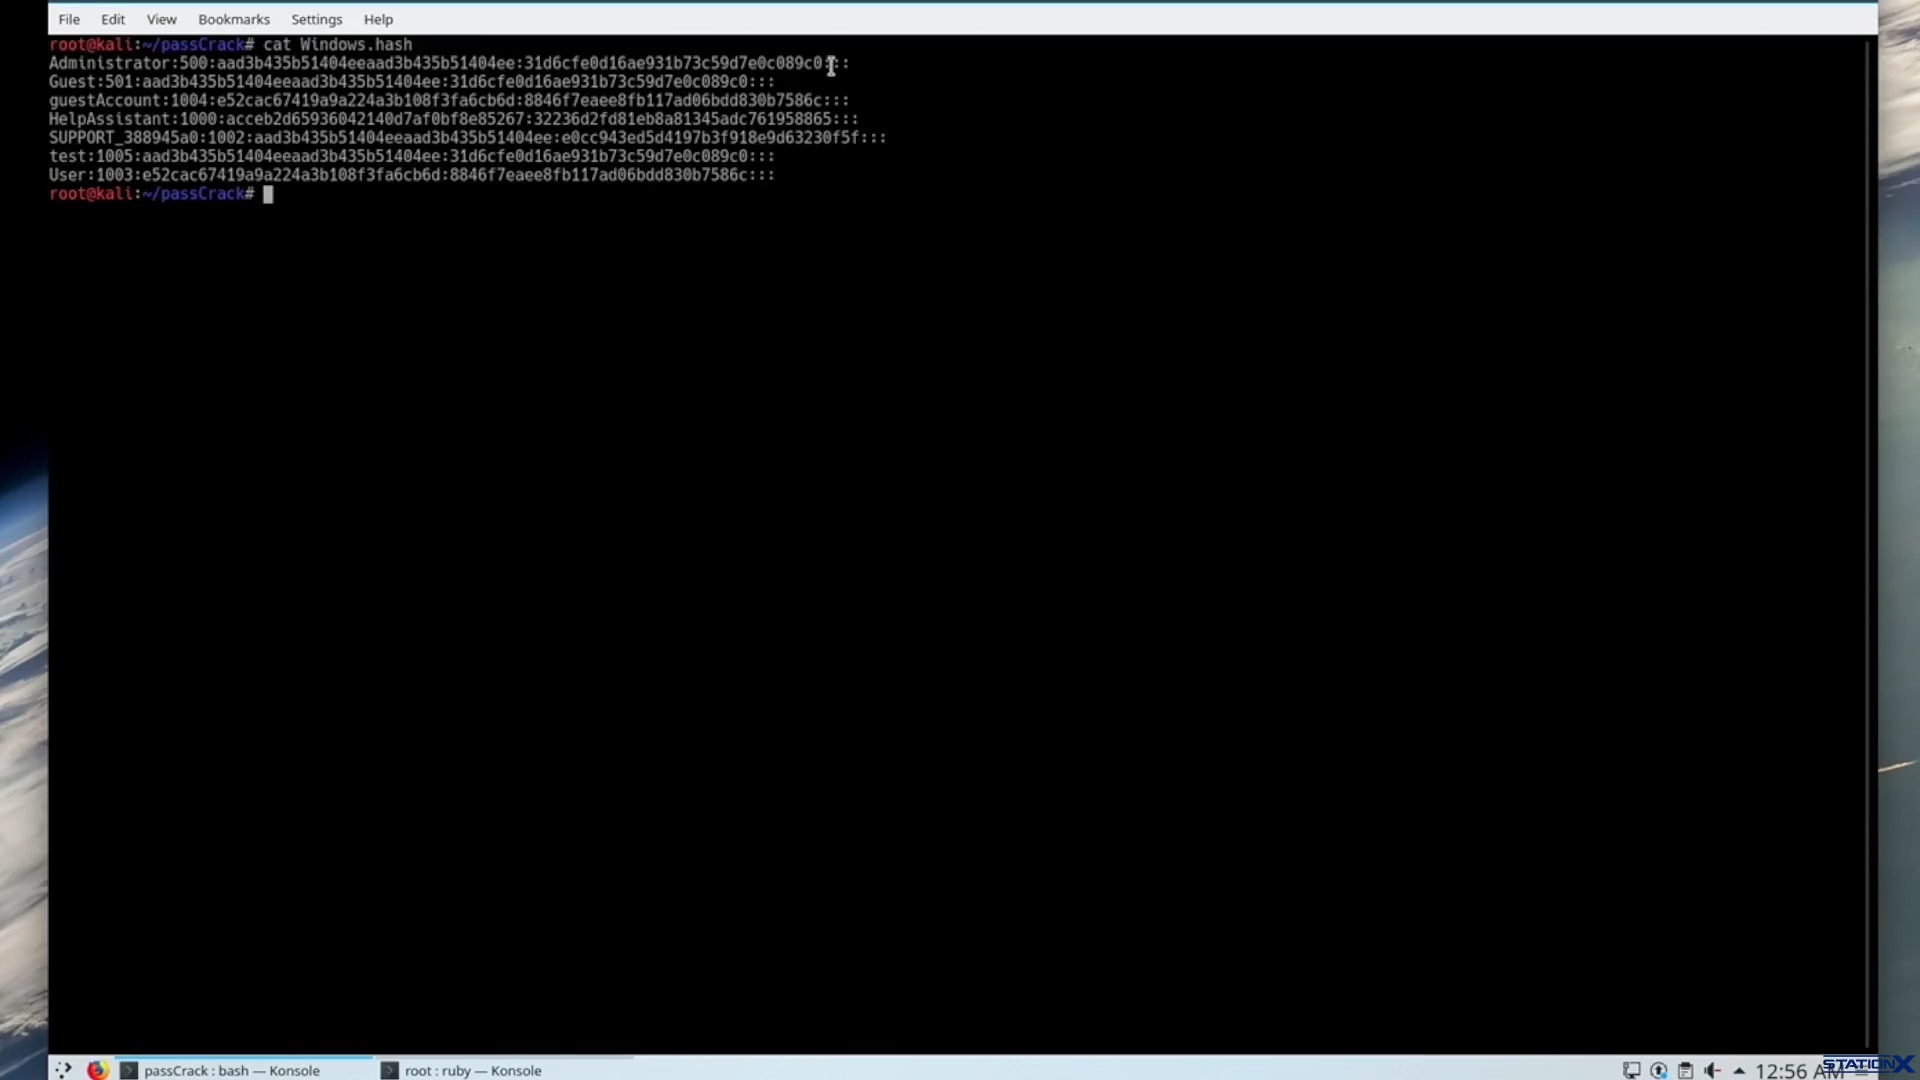 File Edit View Bookmarks Settings Help
root@kali:~/passCrack# cat Windows.hash
Administrator:500:aad3b435b51404eeaad3b435b51404ee:31d6cfe0d16ae931b73c59d7e0c089c0:::
Guest:501:aad3b435b51404eeaad3b435b51404ee:31d6cfe0d16ae931b73c59d7e0c089c0:::
guestAccount:1004:e52cac67419a9a224a3b108f3fa6cb6d:8846f7eaee8fb117ad06bdd830b7586c:::
HelpAssistant:1000:acceb2d65936042140d7af0bf8e85267:32236d2fd81eb8a81345adc761958865:::
SUPPORT_388945a0:1002:aad3b435b51404eeaad3b435b51404ee:e0cc943ed5d4197b3f918e9d63230f5f:::
test:1005:aad3b435b51404eeaad3b435b51404ee:31d6cfe0d16ae931b73c59d7e0c089c0:::
User:1003:e52cac67419a9a224a3b108f3fa6cb6d:8846f7eaee8fb117ad06bdd830b7586c:::
root@kali:~/passCrack#
passCrack : bash — Konsole root : ruby — Konsole 12:56 AM STATIONX